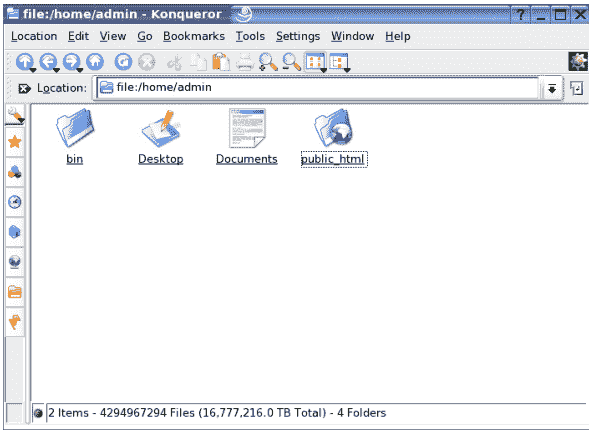 file:/home/admin - Konqueror
Location Edit View Go Bookmarks Tools Settings Window Help
Location: file:/home/admin
bin Desktop Documents public_html
2 Items - 4294967294 Files (16,777,216.0 TB Total) - 4 Folders